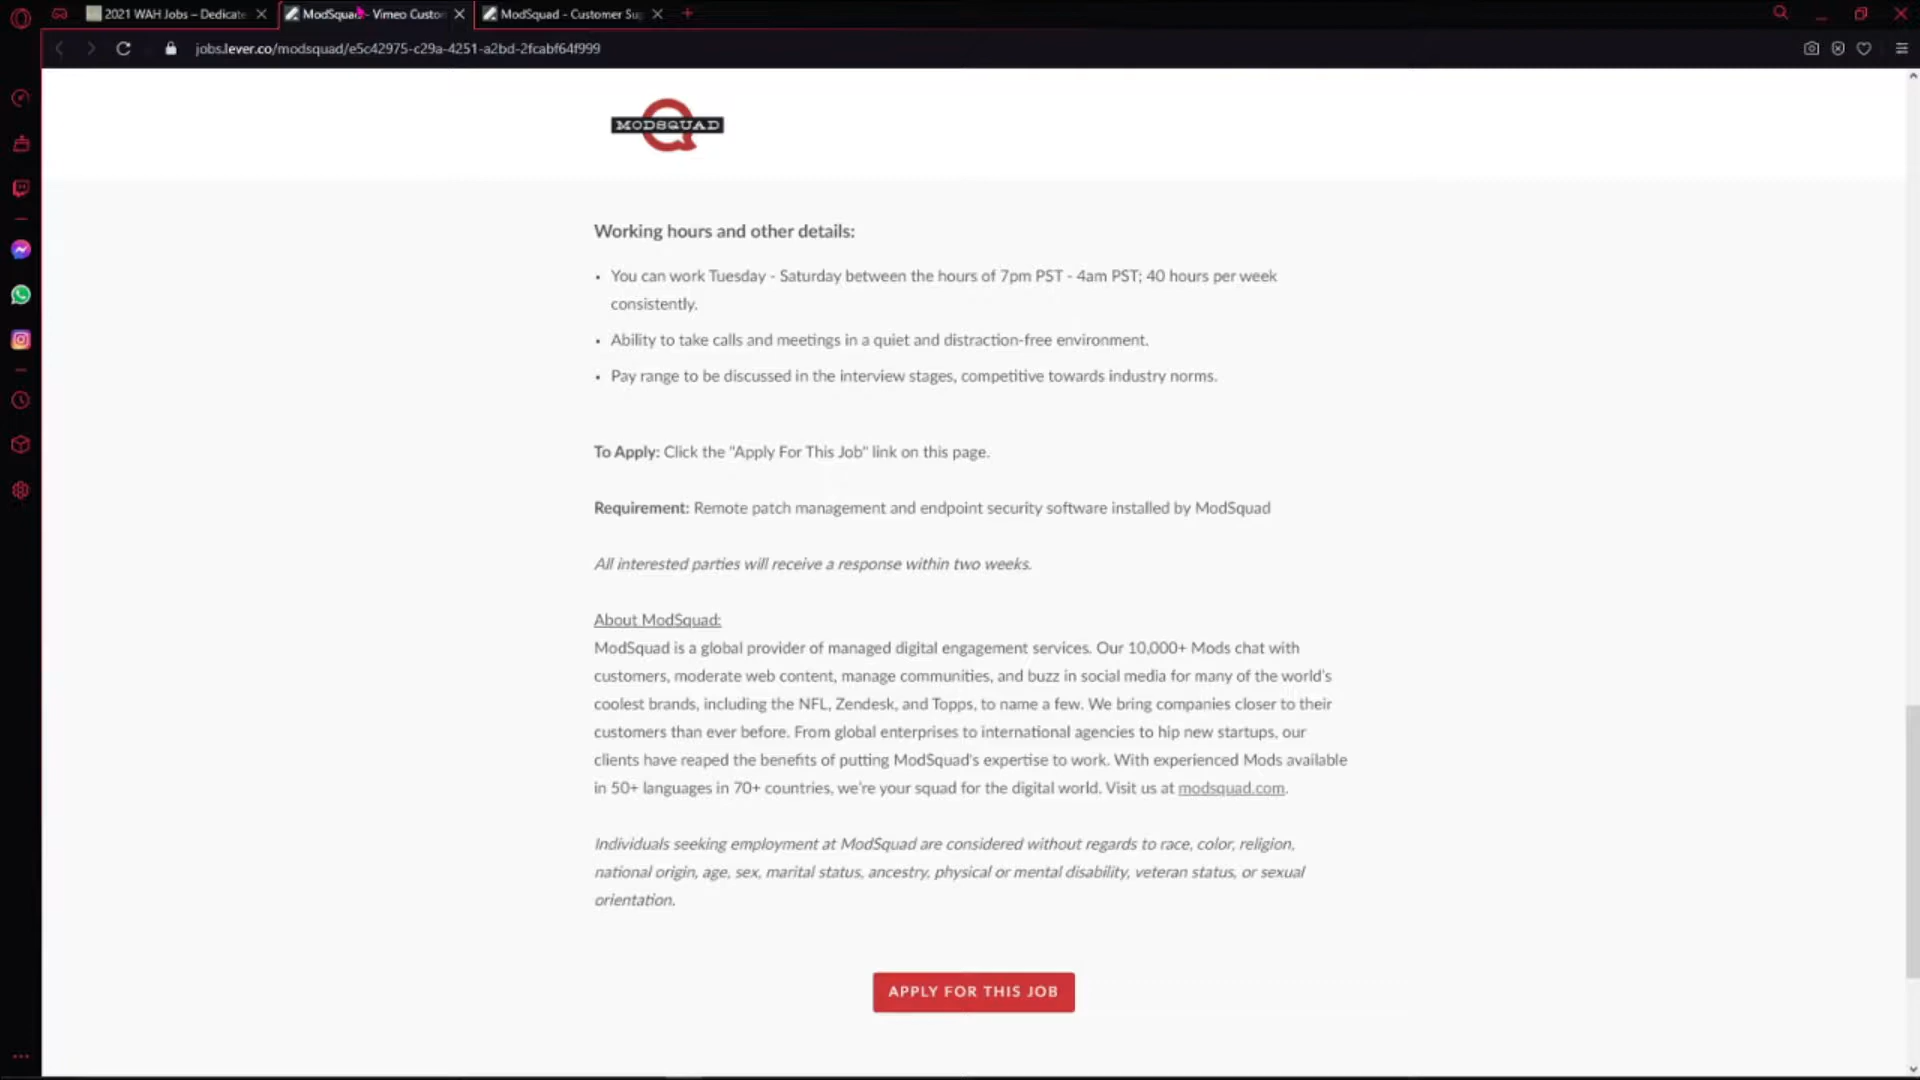 2021 WAH Jobs – Dedicate
ModSquad - Vimeo Custo
ModSquad - Customer Su
jobs.lever.co/modsquad/e5c42975-c29a-4251-a2bd-2fcabf64f999
MODSQUAD
Working hours and other details:
• You can work Tuesday - Saturday between the hours of 7pm PST - 4am PST; 40 hours per week
consistently.
• Ability to take calls and meetings in a quiet and distraction-free environment.
• Pay range to be discussed in the interview stages, competitive towards industry norms.
To Apply: Click the "Apply For This Job" link on this page.
Requirement: Remote patch management and endpoint security software installed by ModSquad
All interested parties will receive a response within two weeks.
About ModSquad:
ModSquad is a global provider of managed digital engagement services. Our 10,000+ Mods chat with
customers, moderate web content, manage communities, and buzz in social media for many of the world's
coolest brands, including the NFL, Zendesk, and Topps, to name a few. We bring companies closer to their
customers than ever before. From global enterprises to international agencies to hip new startups, our
clients have reaped the benefits of putting ModSquad's expertise to work. With experienced Mods available
in 50+ languages in 70+ countries, we're your squad for the digital world. Visit us at modsquad.com.
Individuals seeking employment at ModSquad are considered without regards to race, color, religion,
national origin, age, sex, marital status, ancestry, physical or mental disability, veteran status, or sexual
orientation.
APPLY FOR THIS JOB